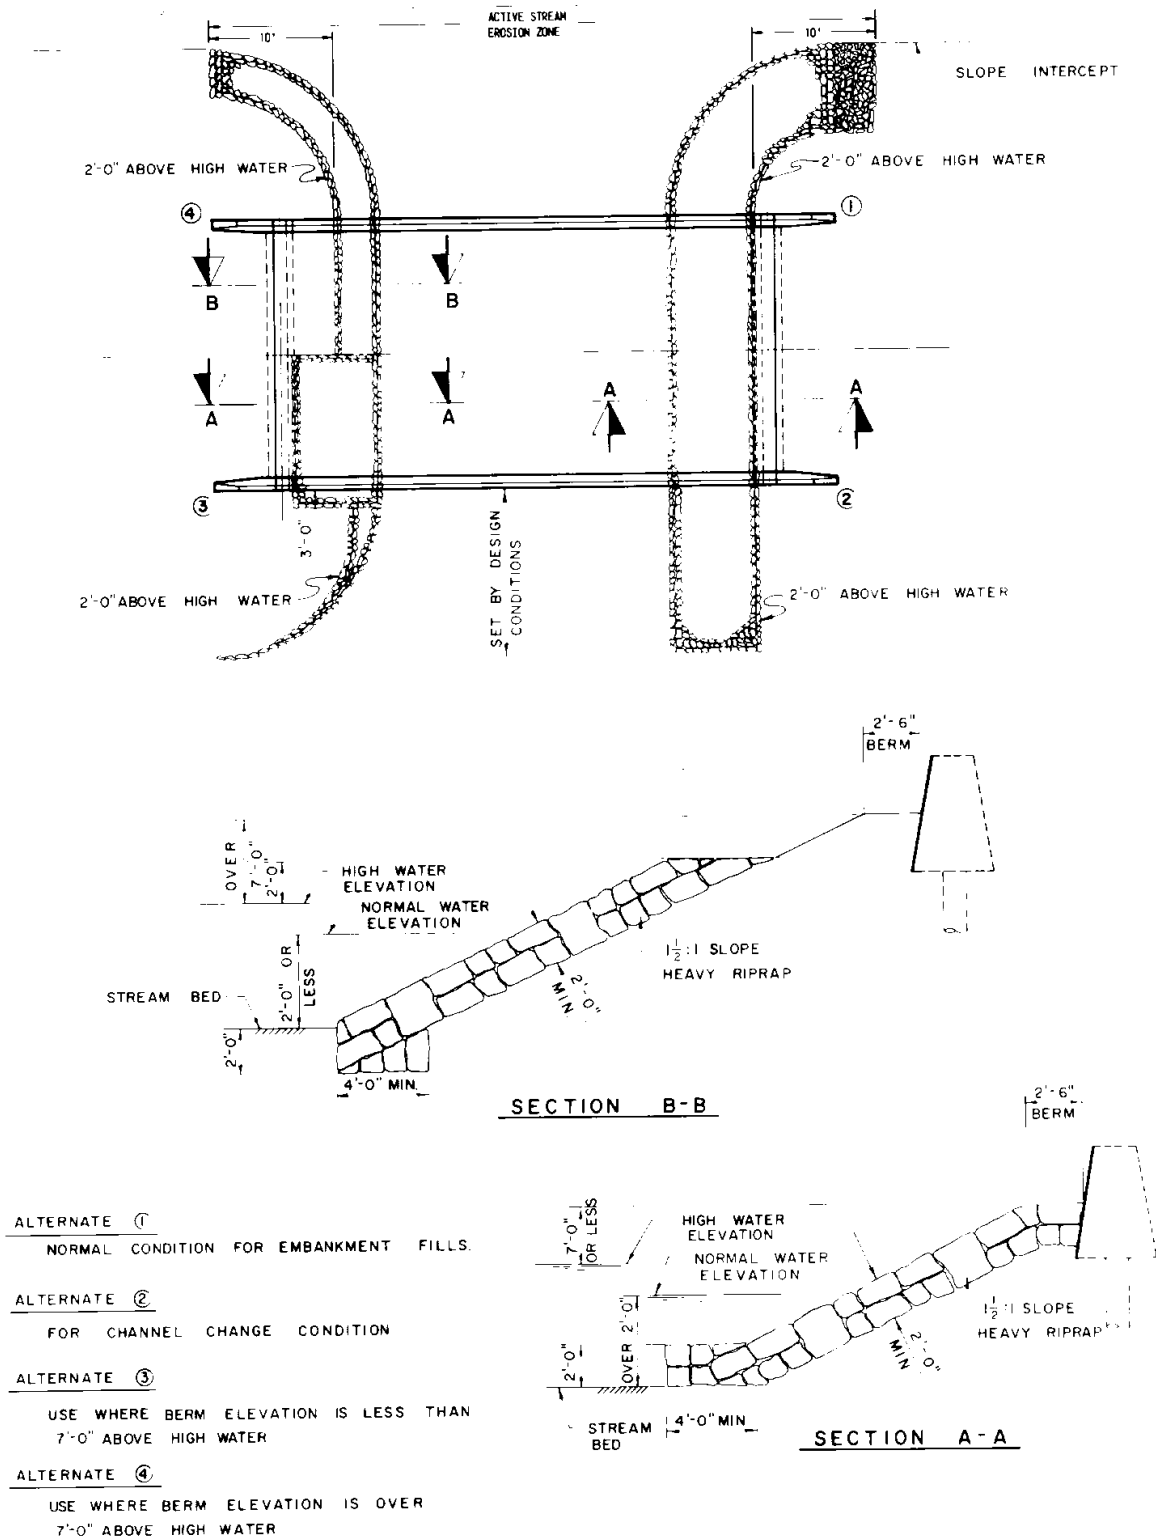 ACTIVE STREAM
EROSION ZONE
10'
10'
SLOPE INTERCEPT
2'-0" ABOVE HIGH WATER
2'-0" ABOVE HIGH WATER
④
①
B
B
A
A
A
A
③
②
3'-0"
SET BY DESIGN
CONDITIONS
2'-0" ABOVE HIGH WATER
2'-0" ABOVE HIGH WATER
2'-6"
BERM
OVER
7'-0"
2'-0"
HIGH WATER
ELEVATION
NORMAL WATER
ELEVATION
2'-0" OR
LESS
STREAM BED
2'-0"
4'-0" MIN.
1½:1 SLOPE
HEAVY RIPRAP
2'-0"
MIN.
SECTION B-B
2'-6"
BERM
ALTERNATE ①
NORMAL CONDITION FOR EMBANKMENT FILLS.
ALTERNATE ②
FOR CHANNEL CHANGE CONDITION
ALTERNATE ③
USE WHERE BERM ELEVATION IS LESS THAN
7'-0" ABOVE HIGH WATER
ALTERNATE ④
USE WHERE BERM ELEVATION IS OVER
7'-0" ABOVE HIGH WATER
7'-0"
OR LESS
HIGH WATER
ELEVATION
NORMAL WATER
ELEVATION
OVER 2'-0"
2'-0"
1½:1 SLOPE
HEAVY RIPRAP
2'-0"
MIN
STREAM
BED
4'-0" MIN
SECTION A-A